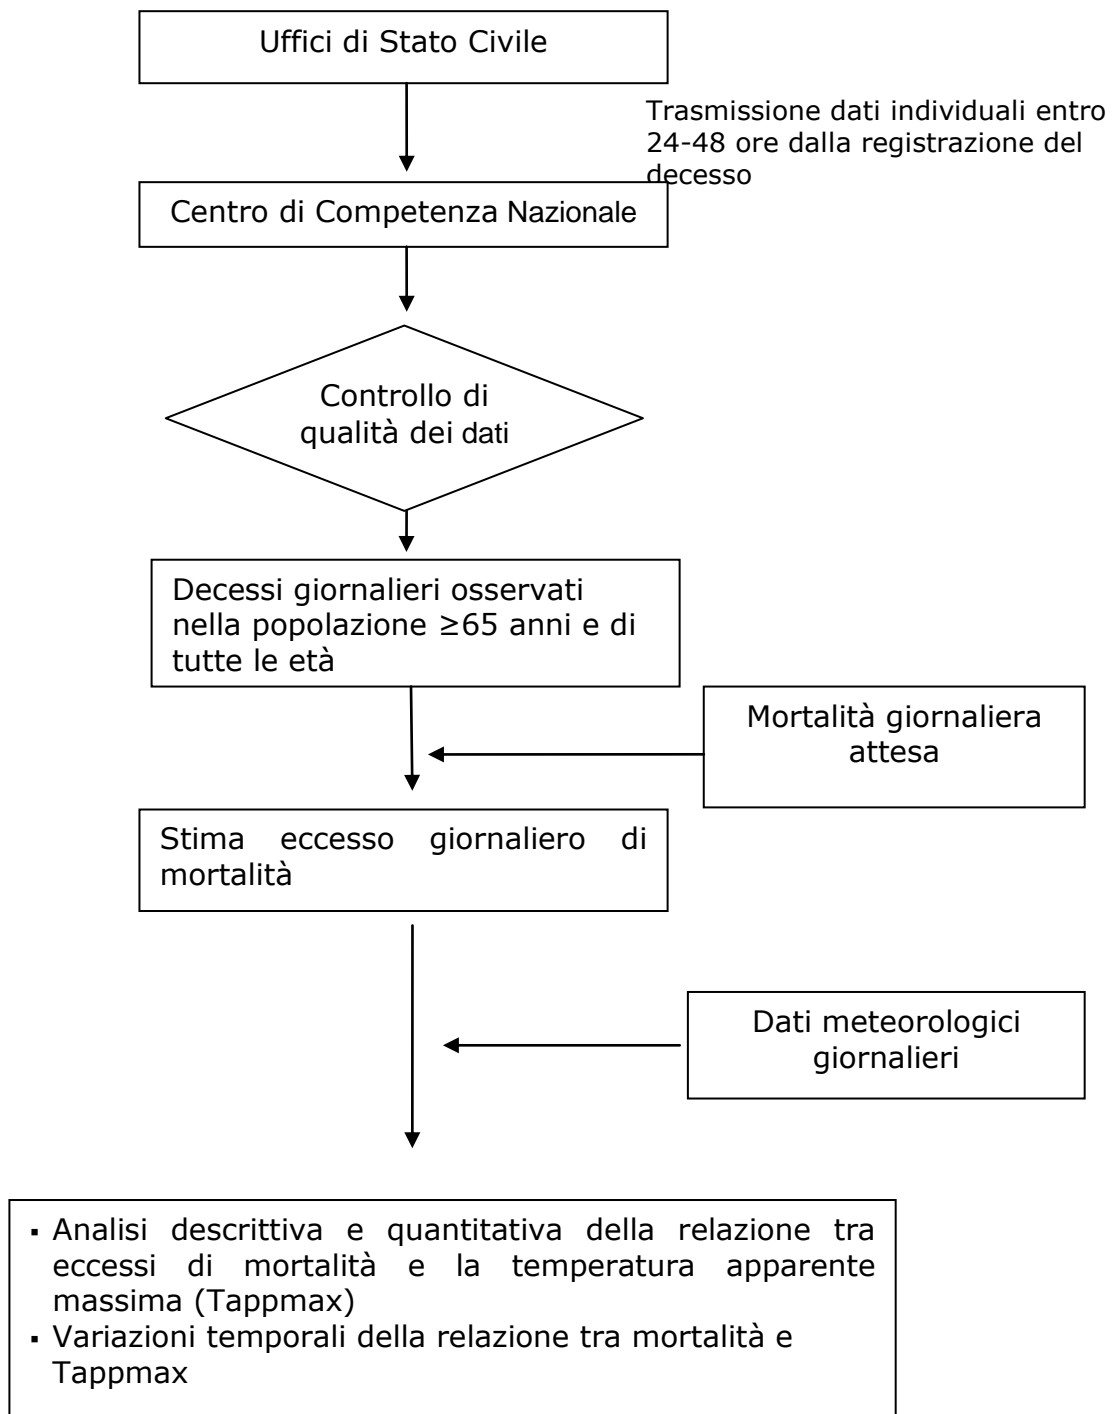 Uffici di Stato Civile
Trasmissione dati individuali entro
24-48 ore dalla registrazione del
decesso
Centro di Competenza Nazionale
Controllo di
qualità dei dati
Decessi giornalieri osservati
nella popolazione ≥65 anni e di
tutte le età
Mortalità giornaliera
attesa
Stima eccesso giornaliero di
mortalità
Dati meteorologici
giornalieri
▪ Analisi descrittiva e quantitativa della relazione tra
eccessi di mortalità e la temperatura apparente
massima (Tappmax)
▪ Variazioni temporali della relazione tra mortalità e
Tappmax